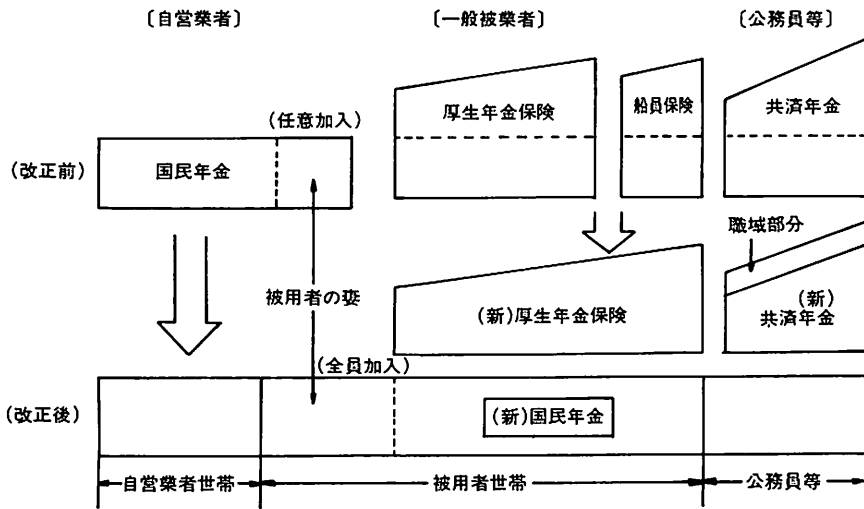 〔自営業者〕 〔一般被業者〕 〔公務員等〕
(任意加入) 厚生年金保険 船員保険 共済年金
(改正前) 国民年金
職域部分
被用者の妻 (新)厚生年金保険 (新)
共済年金
(全員加入)
(改正後) (新)国民年金
自営業者世帯 被用者世帯 公務員等